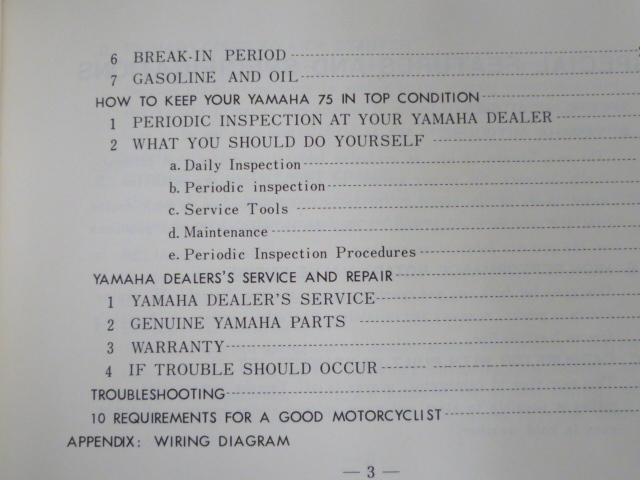 6 BREAK-IN PERIOD
7 GASOLINE AND OIL
HOW TO KEEP YOUR YAMAHA 75 IN TOP CONDITION
1 PERIODIC INSPECTION AT YOUR YAMAHA DEALER
2 WHAT YOU SHOULD DO YOURSELF
a. Daily Inspection
b. Periodic inspection
c. Service Tools
d. Maintenance
e. Periodic Inspection Procedures
YAMAHA DEALERS'S SERVICE AND REPAIR
1 YAMAHA DEALER'S SERVICE
2 GENUINE YAMAHA PARTS
3 WARRANTY
4 IF TROUBLE SHOULD OCCUR
TROUBLESHOOTING
10 REQUIREMENTS FOR A GOOD MOTORCYCLIST
APPENDIX: WIRING DIAGRAM
— 3 —